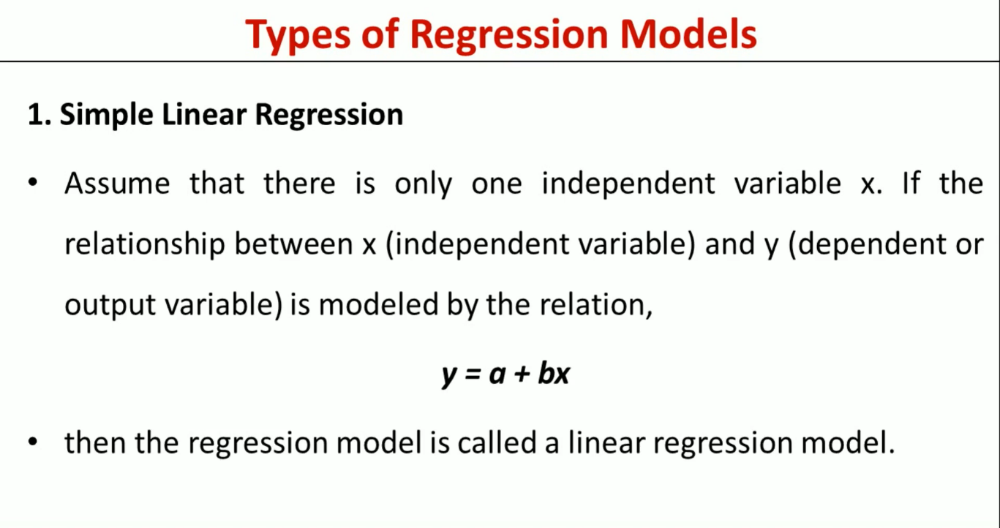 Types of Regression Models
1. Simple Linear Regression
• Assume that there is only one independent variable x. If the
relationship between x (independent variable) and y (dependent or
output variable) is modeled by the relation,
y = a + bx
• then the regression model is called a linear regression model.